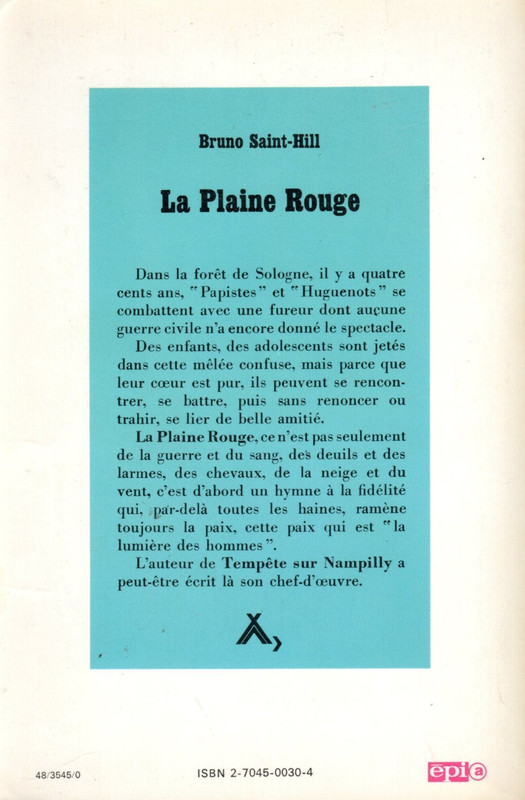 Bruno Saint-Hill
La Plaine Rouge
Dans la forêt de Sologne, il y a quatre
cents ans, "Papistes" et "Huguenots" se
combattent avec une fureur dont aucune
guerre civile n'a encore donné le spectacle.
Des enfants, des adolescents sont jetés
dans cette mêlée confuse, mais parce que
leur cœur est pur, ils peuvent se rencon-
trer, se battre, puis sans renoncer ou
trahir, se lier de belle amitié.
La Plaine Rouge, ce n'est pas seulement
de la guerre et du sang, des deuils et des
larmes, des chevaux, de la neige et du
vent, c'est d'abord un hymne à la fidélité
qui, par-delà toutes les haines, ramène
toujours la paix, cette paix qui est "la
lumière des hommes".
L'auteur de Tempête sur Nampilly a
peut-être écrit là son chef-d'œuvre.
48/3545/0
ISBN 2-7045-0030-4
epi a